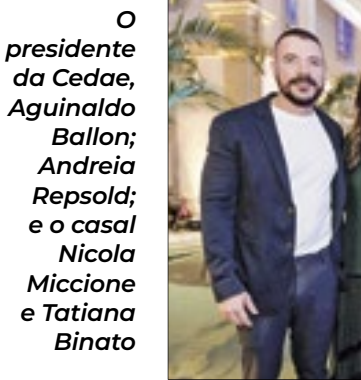 O
presidente
da Cedae,
Aguinaldo
Ballon;
Andreia
Repsold;
e o casal
Nicola
Miccione
e Tatiana
Binato